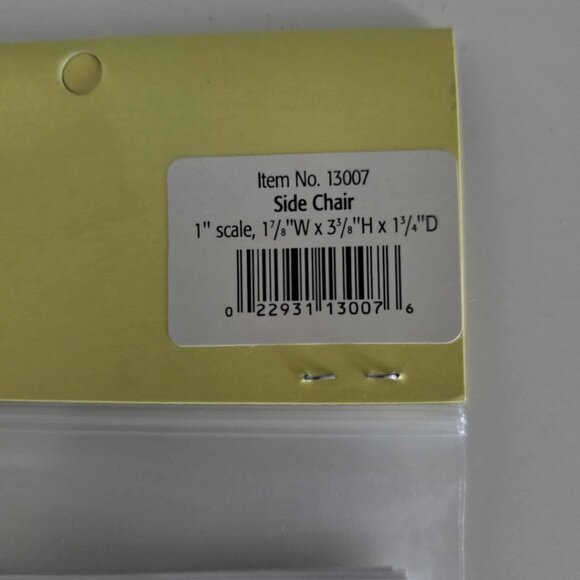 Item No. 13007
Side Chair
1" scale, 1⅞"W x 3⅜"H x 1¾"D
0 22931 13007 6